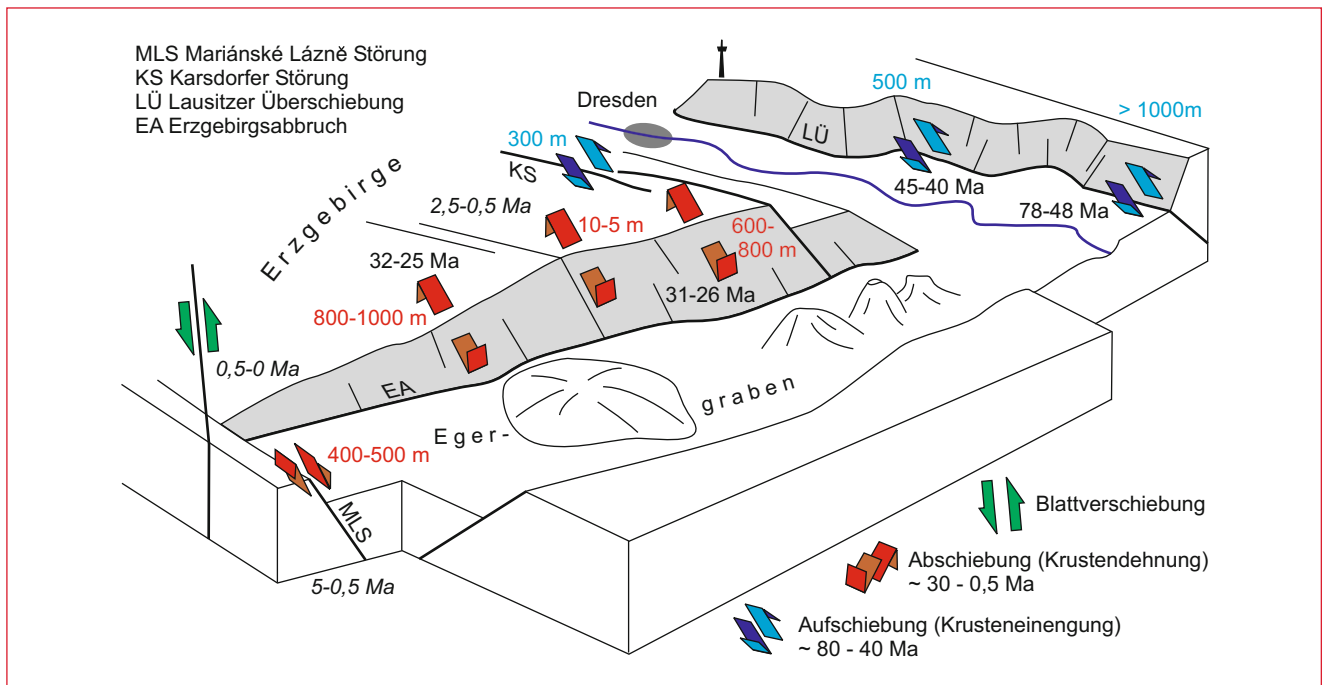 MLS Mariánské Lázně Störung
KS Karsdorfer Störung
LÜ Lausitzer Überschiebung
EA Erzgebirgsabbruch
Dresden
500 m
> 1000m
LÜ
300 m
KS
45-40 Ma
78-48 Ma
Erzgebirge
2,5-0,5 Ma
10-5 m
600-
800 m
32-25 Ma
31-26 Ma
800-1000 m
0,5-0 Ma
EA
Eger-
graben
400-500 m
MLS
5-0,5 Ma
Blattverschiebung
Abschiebung (Krustendehnung)
~ 30 - 0,5 Ma
Aufschiebung (Krusteneinengung)
~ 80 - 40 Ma